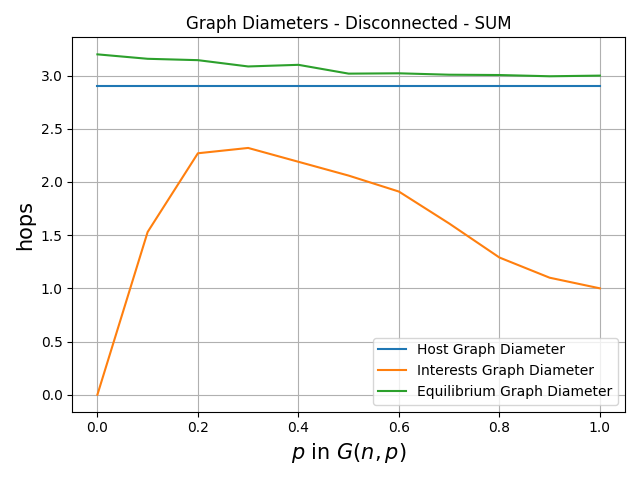 Graph Diameters - Disconnected - SUM
hops
3.0
2.5
2.0
1.5
1.0
0.5
0.0
Host Graph Diameter
Interests Graph Diameter
Equilibrium Graph Diameter
0.0 0.2 0.4 0.6 0.8 1.0
p in G(n, p)